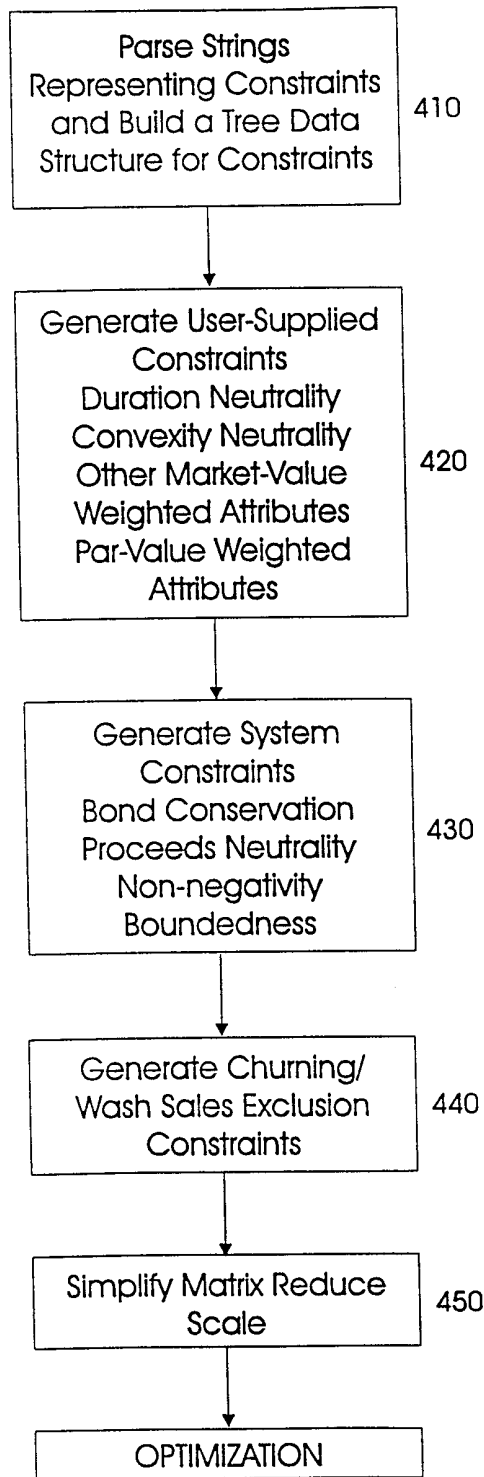 Parse Strings
Representing Constraints
and Build a Tree Data
Structure for Constraints
410
Generate User-Supplied
Constraints
Duration Neutrality
Convexity Neutrality
Other Market-Value
Weighted Attributes
Par-Value Weighted
Attributes
420
Generate System
Constraints
Bond Conservation
Proceeds Neutrality
Non-negativity
Boundedness
430
Generate Churning/
Wash Sales Exclusion
Constraints
440
Simplify Matrix Reduce
Scale
450
OPTIMIZATION